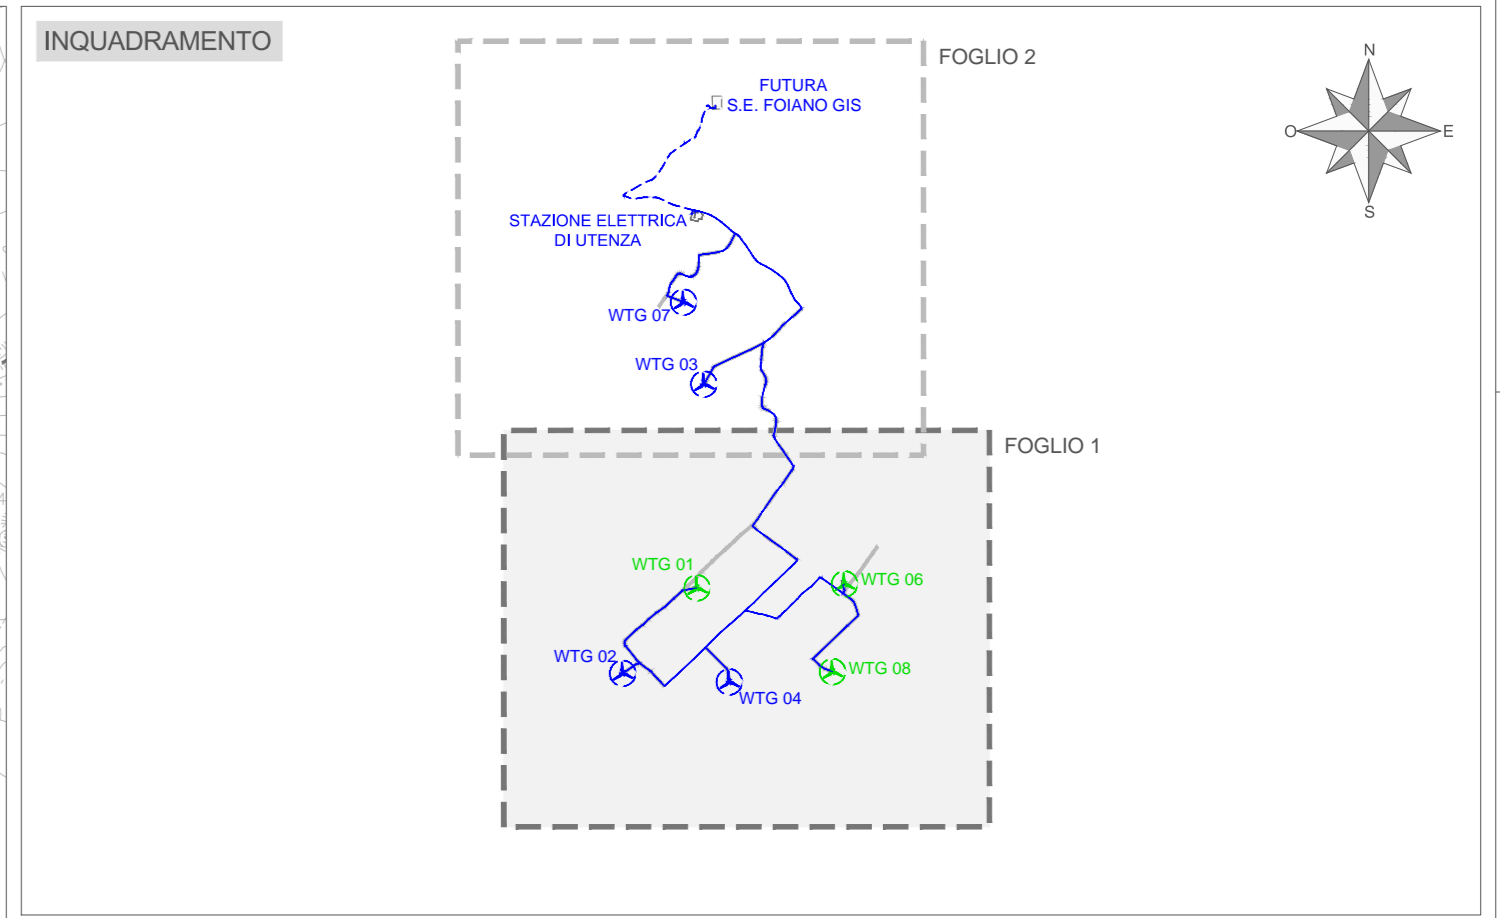 INQUADRAMENTO
FOGLIO 2
N
FUTURA
S.E. FOIANO GIS
O
E
S
STAZIONE ELETTRICA
DI UTENZA
WTG 07
WTG 03
FOGLIO 1
WTG 01
WTG 06
WTG 02
WTG 08
WTG 04